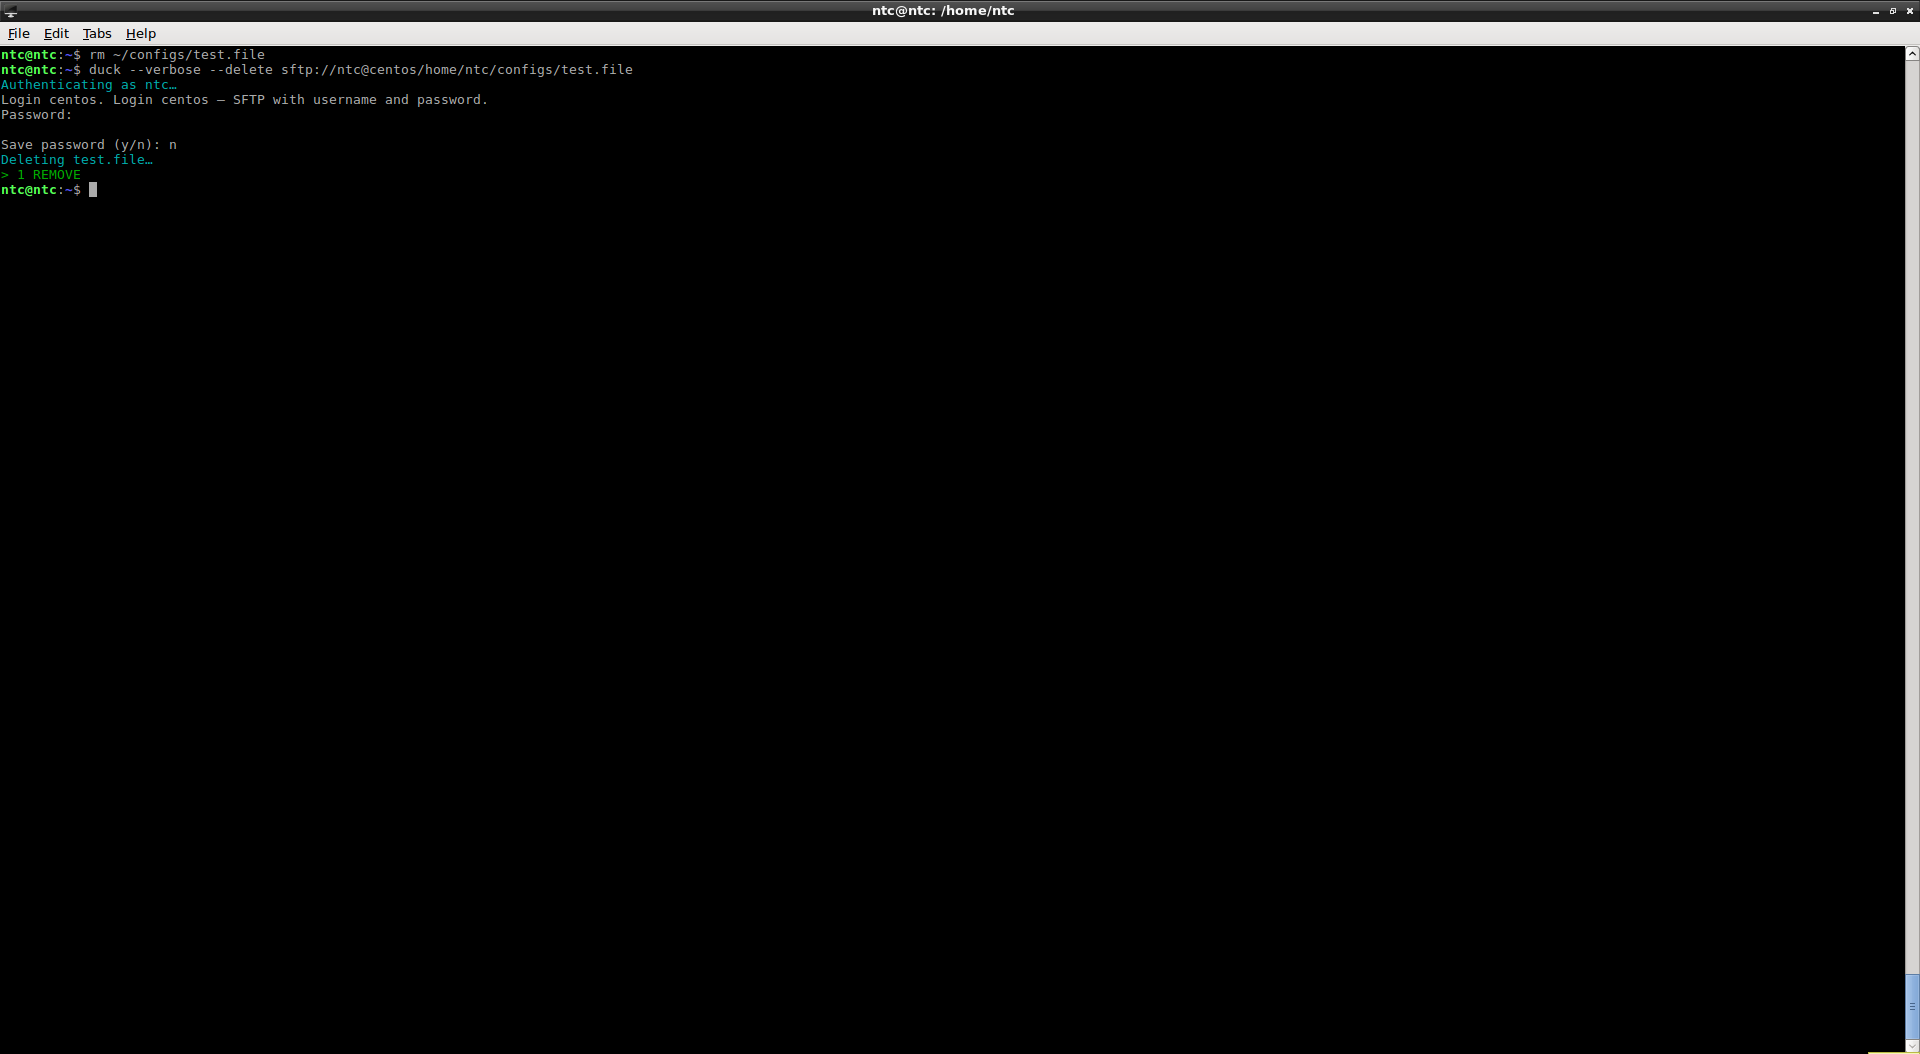 ntc@ntc: /home/ntc
File Edit Tabs Help
ntc@ntc:~$ rm ~/configs/test.file
ntc@ntc:~$ duck --verbose --delete sftp://ntc@centos/home/ntc/configs/test.file
Authenticating as ntc…
Login centos. Login centos – SFTP with username and password.
Password:
Save password (y/n): n
Deleting test.file…
> 1 REMOVE
ntc@ntc:~$